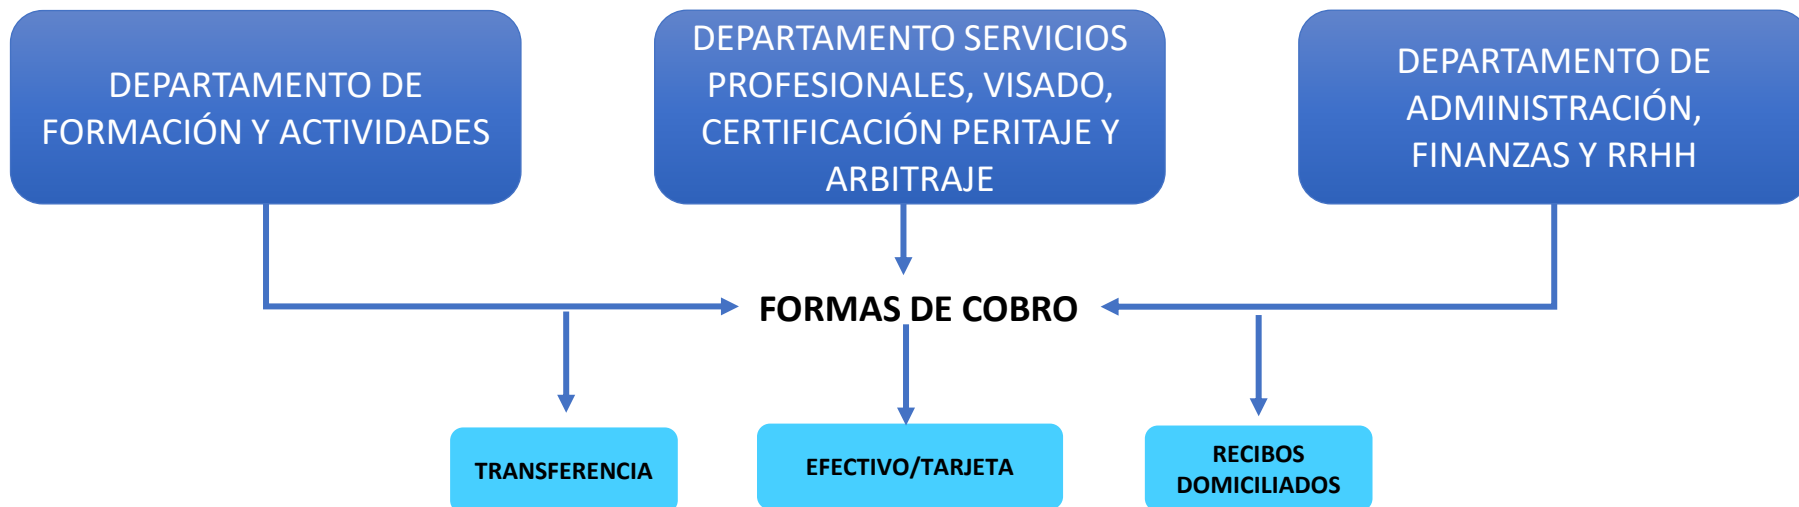 DEPARTAMENTO DE
FORMACIÓN Y ACTIVIDADES
DEPARTAMENTO SERVICIOS
PROFESIONALES, VISADO,
CERTIFICACIÓN PERITAJE Y
ARBITRAJE
DEPARTAMENTO DE
ADMINISTRACIÓN,
FINANZAS Y RRHH
FORMAS DE COBRO
TRANSFERENCIA
EFECTIVO/TARJETA
RECIBOS
DOMICILIADOS